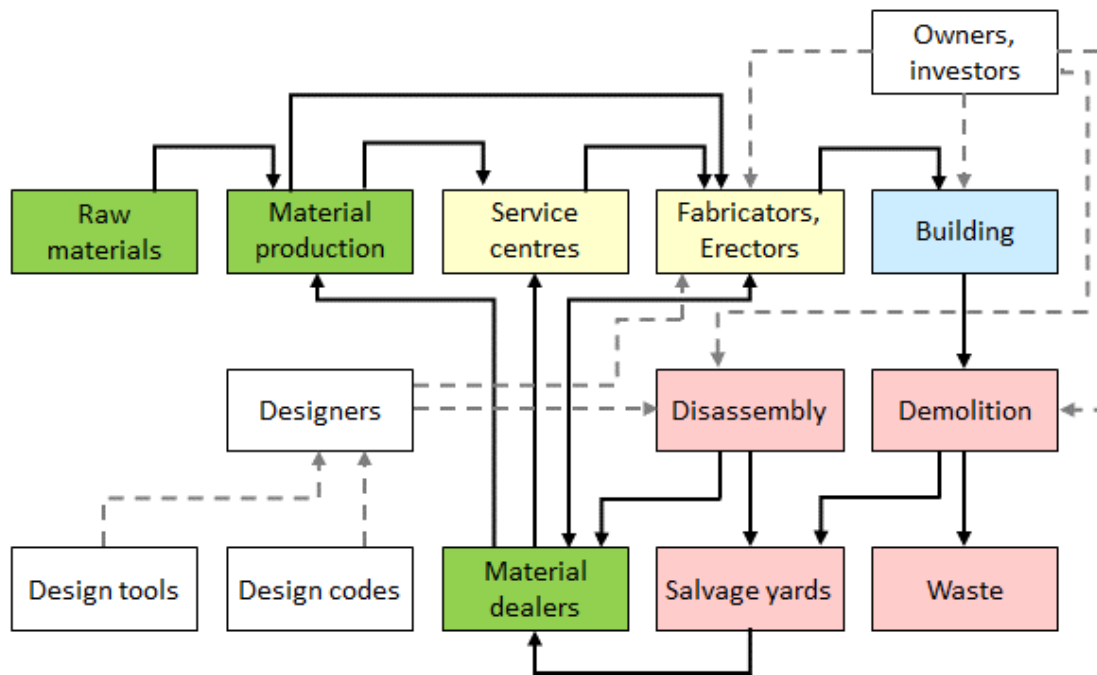 Owners,
investors
Raw
materials
Material
production
Service
centres
Fabricators,
Erectors
Building
Designers
Disassembly
Demolition
Design tools
Design codes
Material
dealers
Salvage yards
Waste